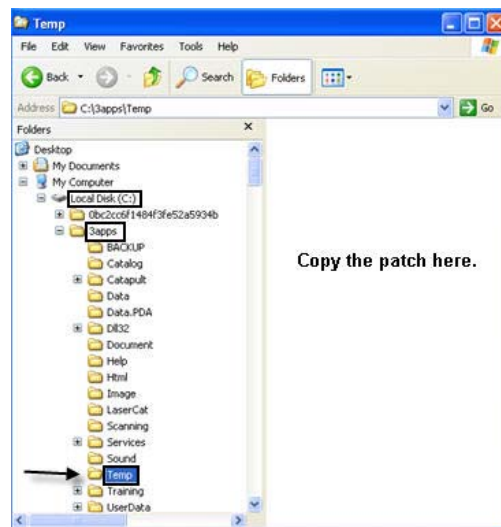 Temp
File Edit View Favorites Tools Help
Back Search Folders
Address C:\3apps\Temp Go
Folders
Desktop
My Documents
My Computer
Local Disk (C:)
0bc2cc6f1484f3fe52a5934b
3apps
BACKUP
Catalog
Catapult
Data
Data.PDA
Dll32
Document
Help
Html
Image
LaserCat
Scanning
Services
Sound
Temp
Training
UserData
Copy the patch here.